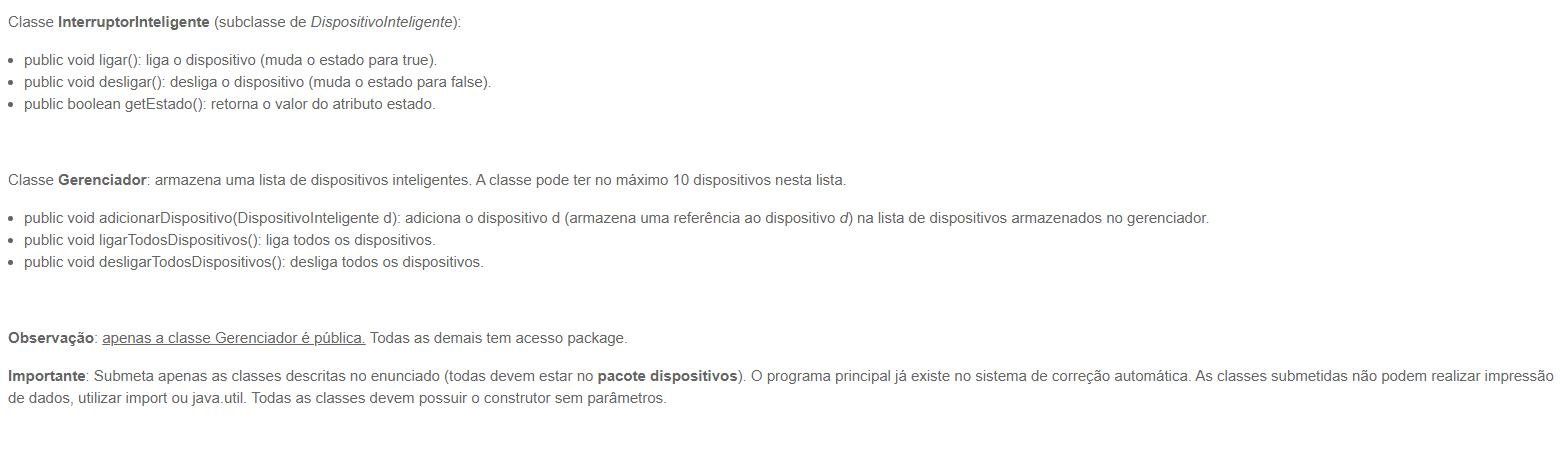 Classe InterruptorInteligente (subclasse de DispositivoInteligente):
public void ligar(): liga o dispositivo (muda o estado para true).
public void desligar(): desliga o dispositivo (muda o estado para false).
public boolean getEstado(): retorna o valor do atributo estado.
Classe Gerenciador: armazena uma lista de dispositivos inteligentes. A classe pode ter no máximo 10 dispositivos nesta lista.
public void adicionarDispositivo(DispositivoInteligente d): adiciona o dispositivo d (armazena uma referência ao dispositivo d) na lista de dispositivos armazenados no gerenciador.
public void ligarTodosDispositivos(): liga todos os dispositivos.
public void desligarTodosDispositivos(): desliga todos os dispositivos.
Observação: apenas a classe Gerenciador é pública. Todas as demais tem acesso package.
Importante: Submeta apenas as classes descritas no enunciado (todas devem estar no pacote dispositivos). O programa principal já existe no sistema de correção automática. As classes submetidas não podem realizar impressão
de dados, utilizar import ou java.util. Todas as classes devem possuir o construtor sem parâmetros.